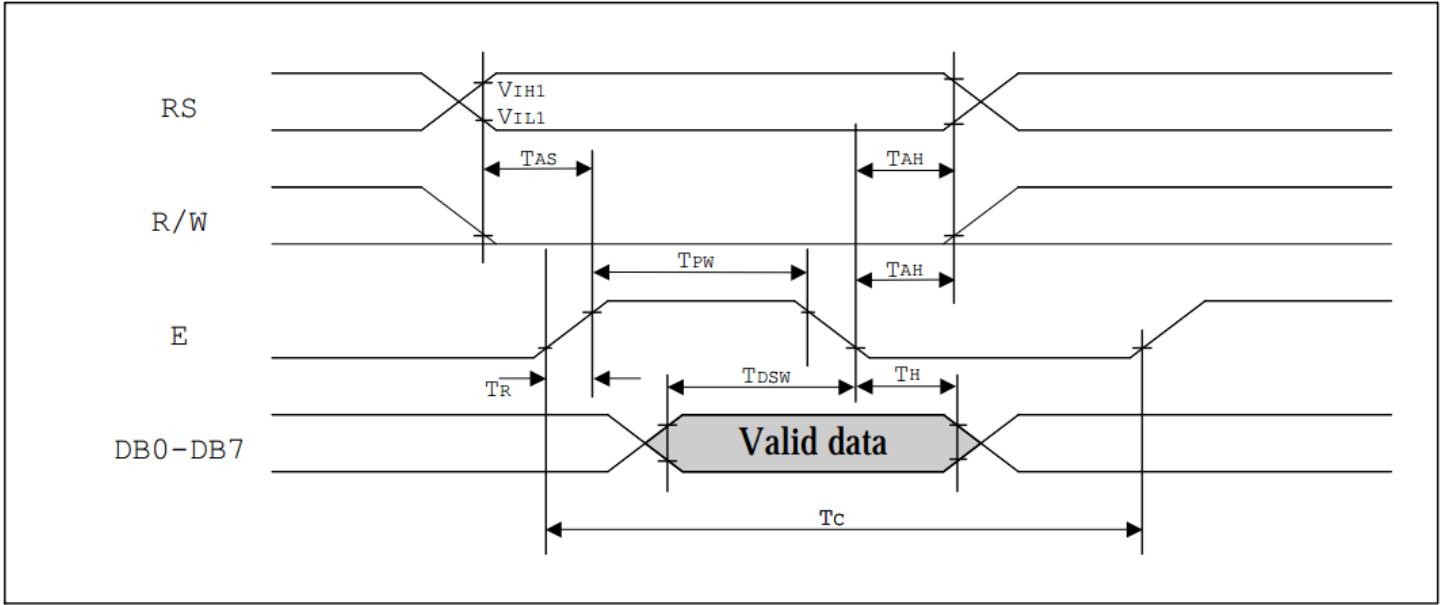 VIH1
RS
VIL1
TAS
TAH
R/W
TPW
TAH
E
TR
TDSW
TH
DB0-DB7
Valid data
TC